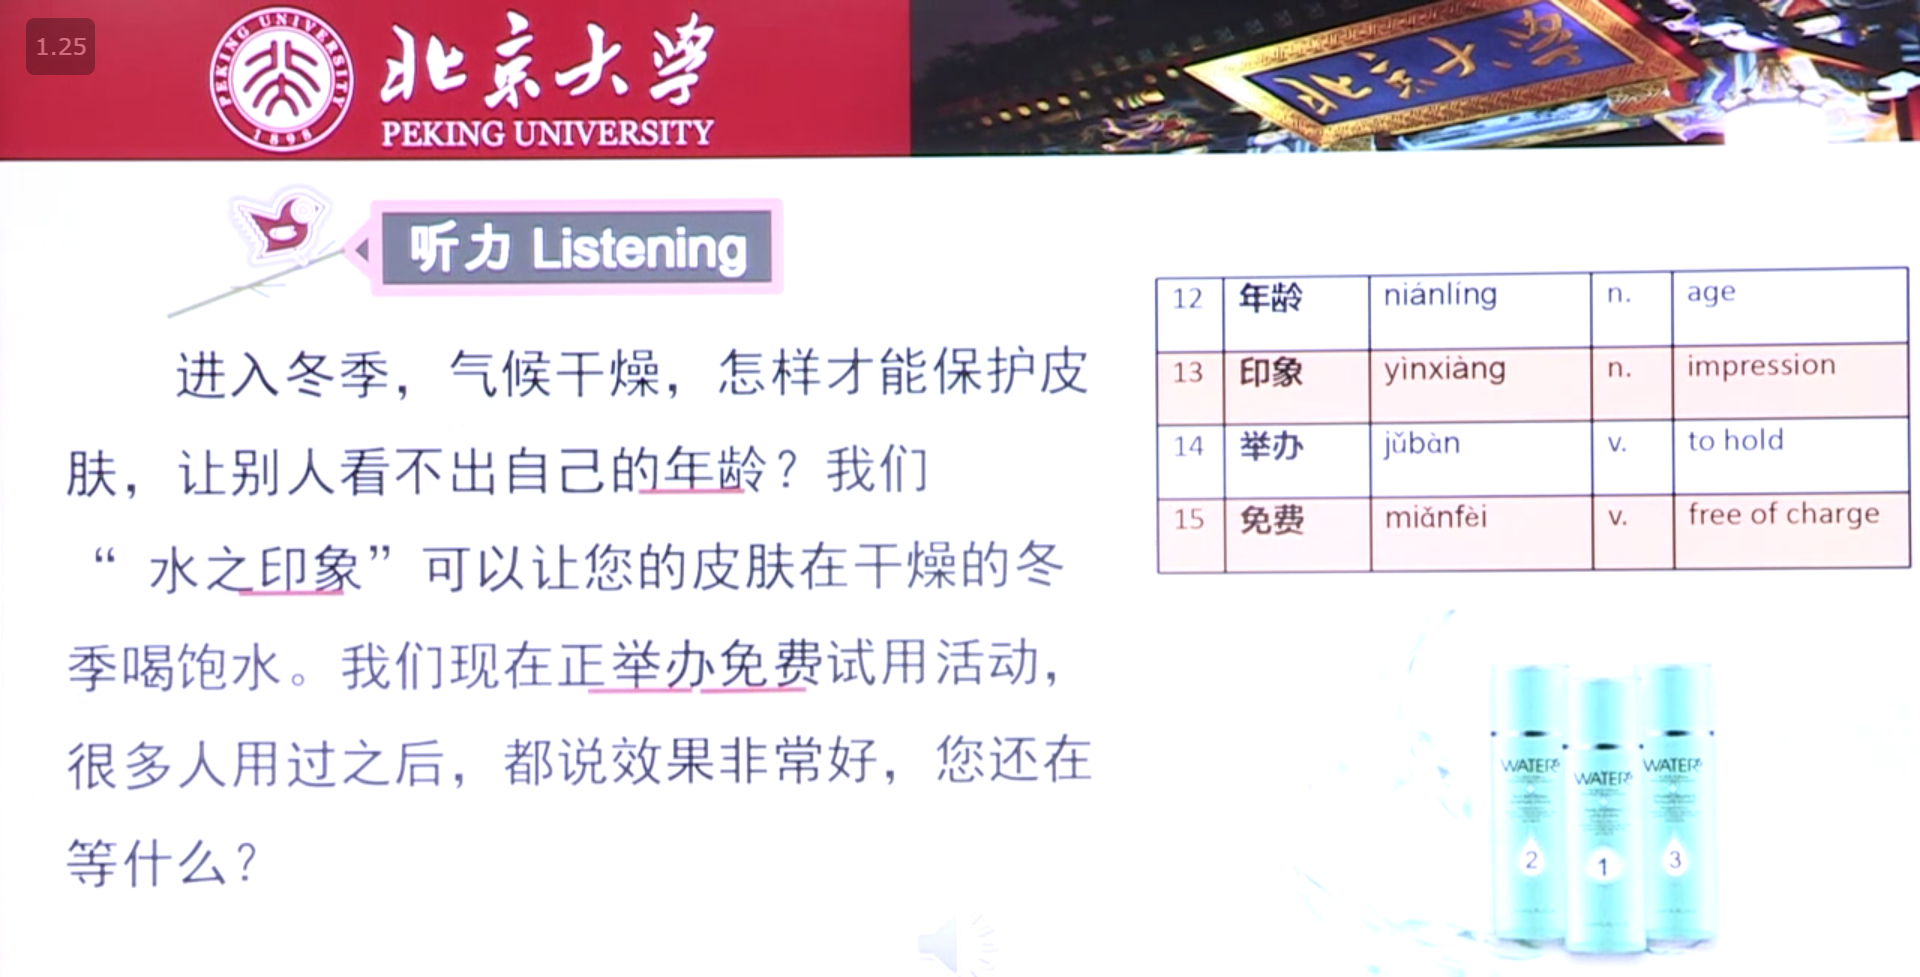 1.25
PEKING UNIVERSITY
1898
北京大学
PEKING UNIVERSITY
北京大学
听力 Listening
进入冬季，气候干燥，怎样才能保护皮
肤，让别人看不出自己的年龄？我们
“水之印象”可以让您的皮肤在干燥的冬
季喝饱水。我们现在正举办免费试用活动，
很多人用过之后，都说效果非常好，您还在
等什么？
12 年龄 niánlíng n. age
13 印象 yìnxiàng n. impression
14 举办 jǔbàn v. to hold
15 免费 miǎnfèi v. free of charge
WATER
2
WATER
1
WATER
3